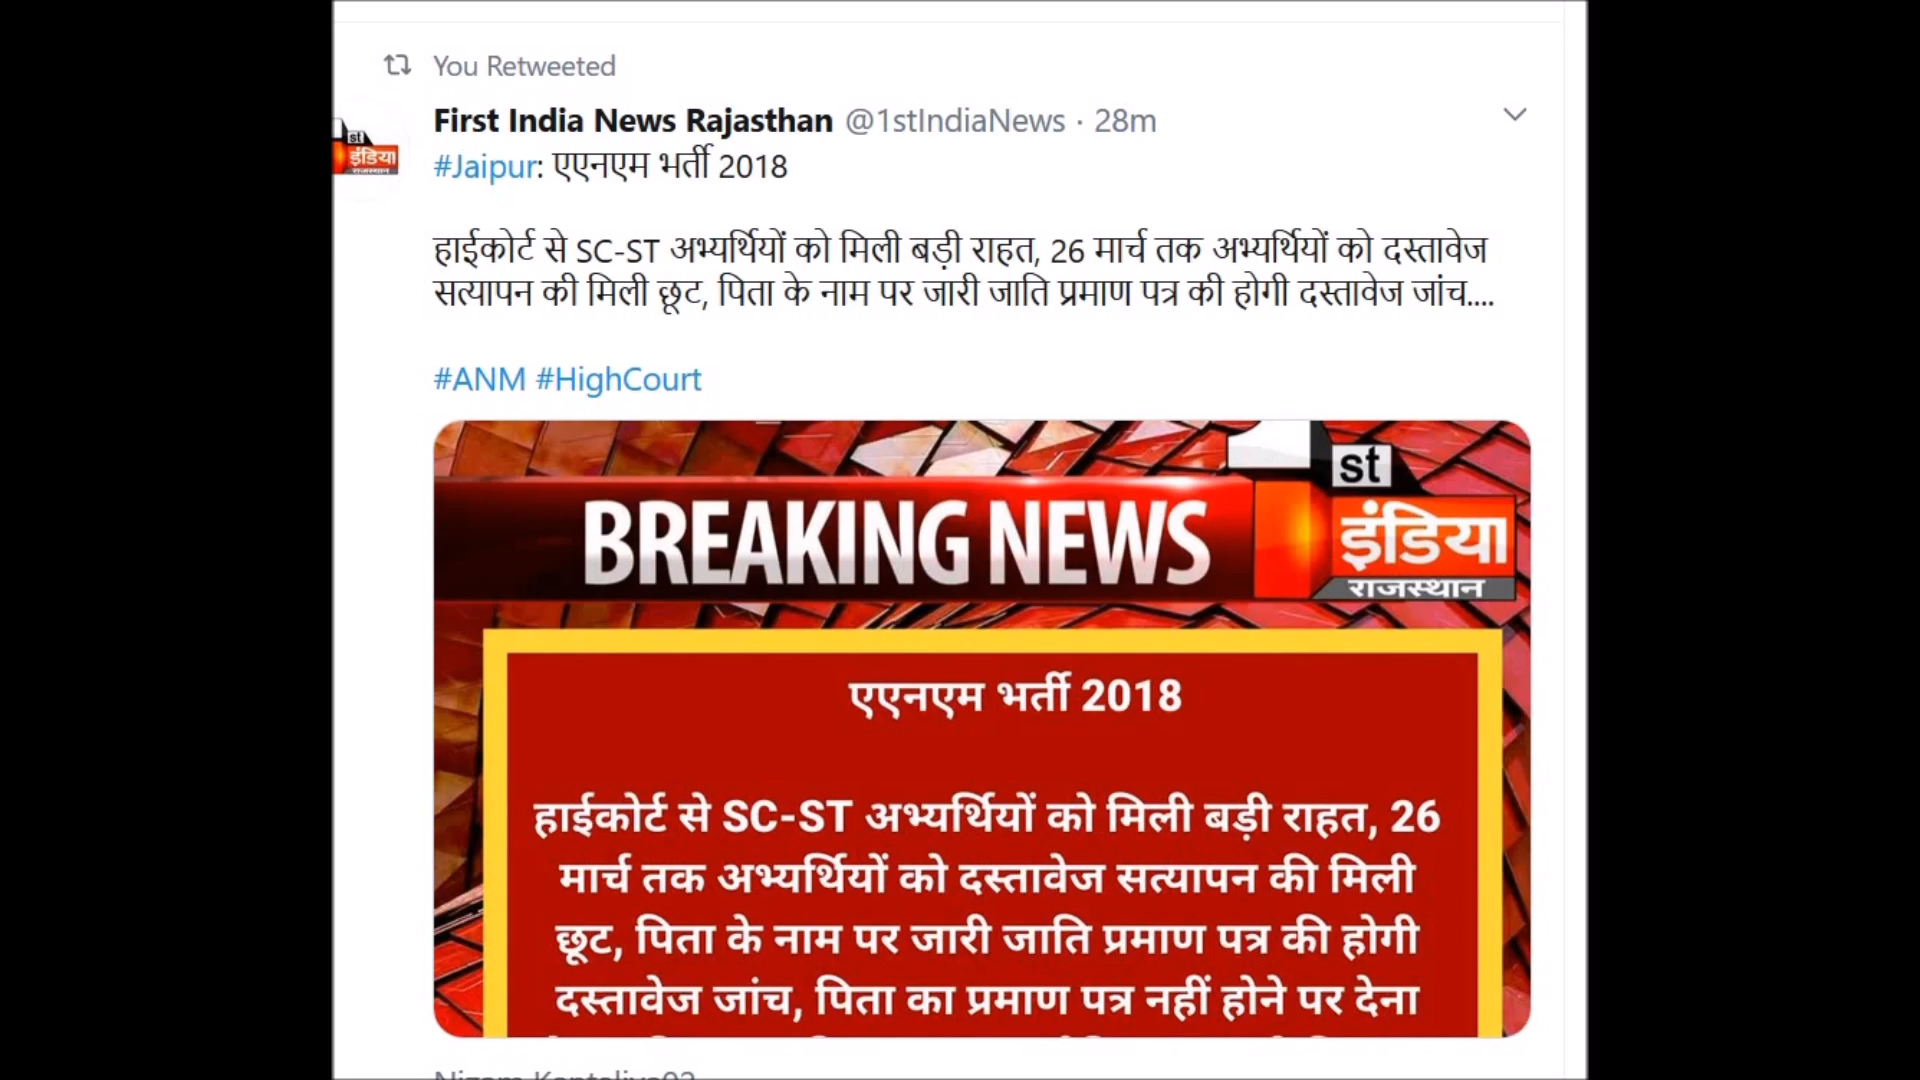 You Retweeted
First India News Rajasthan @1stIndiaNews · 28m
st
इंडिया
राजस्थान
#Jaipur: एएनएम भर्ती 2018
हाईकोर्ट से SC-ST अभ्यर्थियों को मिली बड़ी राहत, 26 मार्च तक अभ्यर्थियों को दस्तावेज
सत्यापन की मिली छूट, पिता के नाम पर जारी जाति प्रमाण पत्र की होगी दस्तावेज जांच....
#ANM #HighCourt
BREAKING NEWS
1st
इंडिया
राजस्थान
एएनएम भर्ती 2018
हाईकोर्ट से SC-ST अभ्यर्थियों को मिली बड़ी राहत, 26
मार्च तक अभ्यर्थियों को दस्तावेज सत्यापन की मिली
छूट, पिता के नाम पर जारी जाति प्रमाण पत्र की होगी
दस्तावेज जांच, पिता का प्रमाण पत्र नहीं होने पर देना